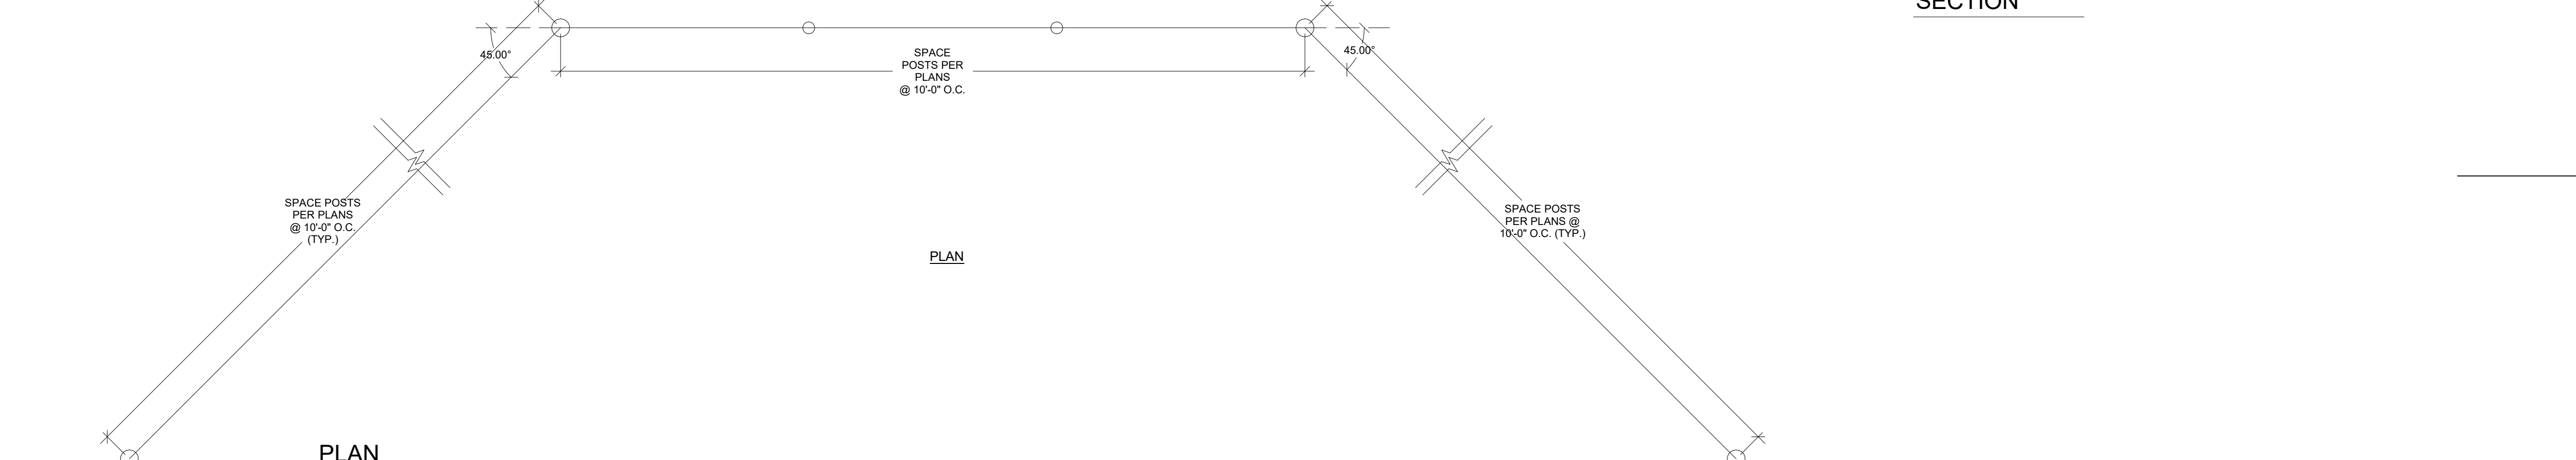 SECTION
45.00°
SPACE
POSTS PER
PLANS
@ 10'-0" O.C.
45.00°
SPACE POSTS
PER PLANS
@ 10'-0" O.C.
(TYP.)
SPACE POSTS
PER PLANS @
10'-0" O.C. (TYP.)
PLAN
PLAN